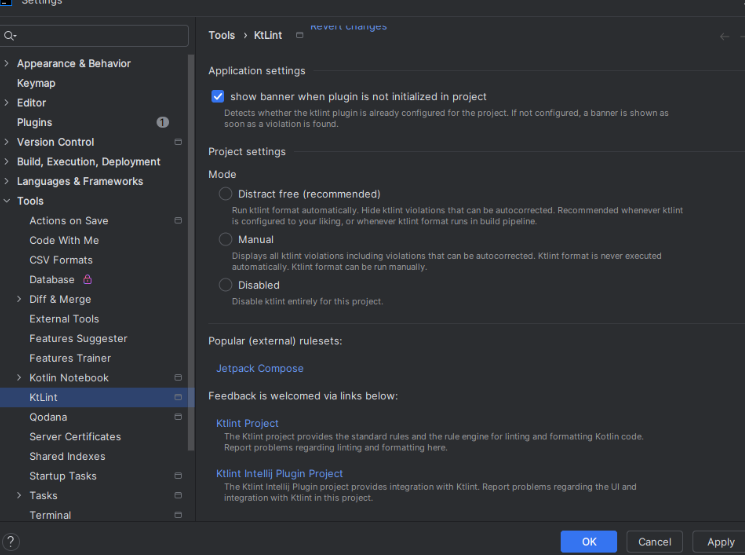 Settings
Revert changes
Tools › KtLint
Application settings
show banner when plugin is not initialized in project
Detects whether the ktlint plugin is already configured for the project. If not configured, a banner is shown as
soon as a violation is found.
Project settings
Mode
Distract free (recommended)
Run ktlint format automatically. Hide ktlint violations that can be autocorrected. Recommended whenever ktlint
is configured to your liking, or whenever ktlint format runs in build pipeline.
Manual
Displays all ktlint violations including violations that can be autocorrected. Ktlint format is never executed
automatically. Ktlint format can be run manually.
Disabled
Disable ktlint entirely for this project.
Popular (external) rulesets:
Jetpack Compose
Feedback is welcomed via links below:
Ktlint Project
The Ktlint project provides the standard rules and the rule engine for linting and formatting Kotlin code.
Report problems regarding linting and formatting here.
Ktlint Intellij Plugin Project
The Ktlint Intellij Plugin project provides integration with Ktlint. Report problems regarding the UI and
integration with Ktlint in this project.
Appearance & Behavior
Keymap
Editor
Plugins 1
Version Control
Build, Execution, Deployment
Languages & Frameworks
Tools
Actions on Save
Code With Me
CSV Formats
Database
Diff & Merge
External Tools
Features Suggester
Features Trainer
Kotlin Notebook
KtLint
Qodana
Server Certificates
Shared Indexes
Startup Tasks
Tasks
Terminal
?
OK
Cancel
Apply